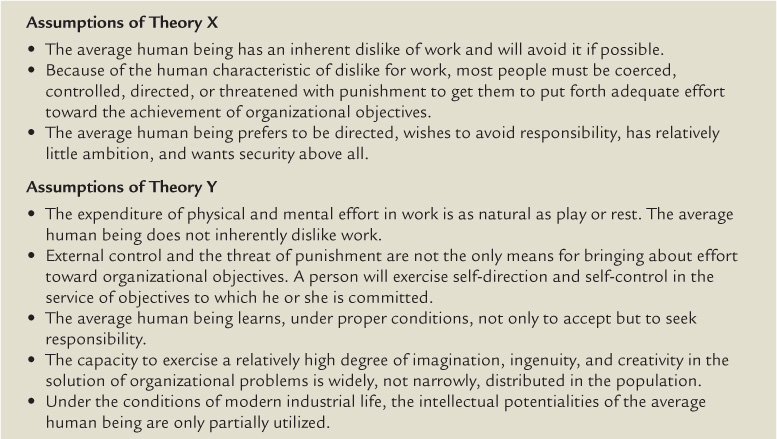 Assumptions of Theory X
• The average human being has an inherent dislike of work and will avoid it if possible.
• Because of the human characteristic of dislike for work, most people must be coerced,
controlled, directed, or threatened with punishment to get them to put forth adequate effort
toward the achievement of organizational objectives.
• The average human being prefers to be directed, wishes to avoid responsibility, has relatively
little ambition, and wants security above all.
Assumptions of Theory Y
• The expenditure of physical and mental effort in work is as natural as play or rest. The average
human being does not inherently dislike work.
• External control and the threat of punishment are not the only means for bringing about effort
toward organizational objectives. A person will exercise self-direction and self-control in the
service of objectives to which he or she is committed.
• The average human being learns, under proper conditions, not only to accept but to seek
responsibility.
• The capacity to exercise a relatively high degree of imagination, ingenuity, and creativity in the
solution of organizational problems is widely, not narrowly, distributed in the population.
• Under the conditions of modern industrial life, the intellectual potentialities of the average
human being are only partially utilized.